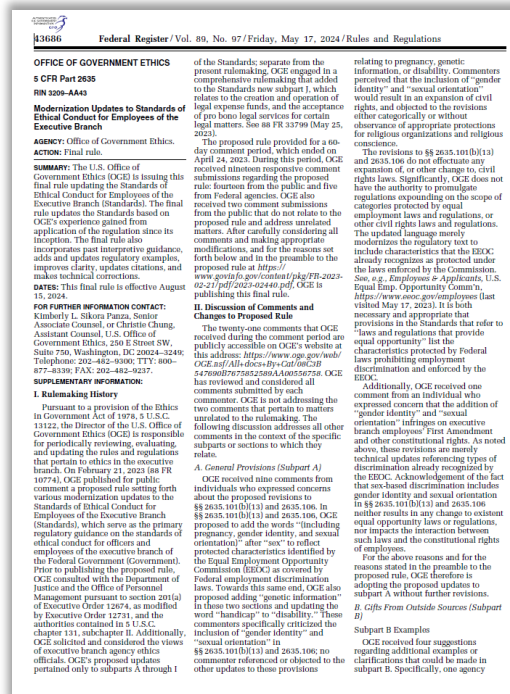 43686
Federal Register / Vol. 89, No. 97 / Friday, May 17, 2024 / Rules and Regulations
OFFICE OF GOVERNMENT ETHICS
5 CFR Part 2635
RIN 3209–AA43
Modernization Updates to Standards of
Ethical Conduct for Employees of the
Executive Branch
AGENCY: Office of Government Ethics.
ACTION: Final rule.
SUMMARY: The U.S. Office of
Government Ethics (OGE) is issuing this
final rule updating the Standards of
Ethical Conduct for Employees of the
Executive Branch (Standards). The final
rule updates the Standards based on
OGE's experience gained from
application of the regulation since its
inception. The final rule also
incorporates past interpretive guidance,
adds and updates regulatory examples,
improves clarity, updates citations, and
makes technical corrections.
DATES: This final rule is effective August
15, 2024.
FOR FURTHER INFORMATION CONTACT:
Kimberly L. Sikora Panza, Senior
Associate Counsel, or Christie Chung,
Assistant Counsel, U.S. Office of
Government Ethics, 250 E Street SW,
Suite 750, Washington, DC 20024–3249;
Telephone: 202–482–9300; TTY: 800–
877–8339; FAX: 202–482–9237.
SUPPLEMENTARY INFORMATION:
I. Rulemaking History
Pursuant to a provision of the Ethics
in Government Act of 1978, 5 U.S.C.
13122, the Director of the U.S. Office of
Government Ethics (OGE) is responsible
for periodically reviewing, evaluating,
and updating the rules and regulations
that pertain to ethics in the executive
branch. On February 21, 2023 (88 FR
10774), OGE published for public
comment a proposed rule setting forth
various modernization updates to the
Standards of Ethical Conduct for
Employees of the Executive Branch
(Standards), which serve as the primary
regulatory guidance on the standards of
ethical conduct for officers and
employees of the executive branch of
the Federal Government (Government).
Prior to publishing the proposed rule,
OGE consulted with the Department of
Justice and the Office of Personnel
Management pursuant to section 201(a)
of Executive Order 12674, as modified
by Executive Order 12731, and the
authorities contained in 5 U.S.C.
chapter 131, subchapter II. Additionally,
OGE solicited and considered the views
of executive branch agency ethics
officials. OGE's proposed updates
pertained only to subparts A through I
of the Standards; separate from the
present rulemaking, OGE engaged in a
comprehensive rulemaking that added
to the Standards new subpart J, which
relates to the creation and operation of
legal expense funds, and the acceptance
of pro bono legal services for certain
legal matters. See 88 FR 33799 (May 25,
2023).
The proposed rule provided for a 60-
day comment period, which ended on
April 24, 2023. During this period, OGE
received nineteen responsive comment
submissions regarding the proposed
rule: fourteen from the public and five
from Federal agencies. OGE also
received two comment submissions
from the public that do not relate to the
proposed rule and address unrelated
matters. After carefully considering all
comments and making appropriate
modifications, and for the reasons set
forth below and in the preamble to the
proposed rule at https://
www.govinfo.gov/content/pkg/FR-2023-
02-21/pdf/2023-02440.pdf, OGE is
publishing this final rule.
II. Discussion of Comments and
Changes to Proposed Rule
The twenty-one comments that OGE
received during the comment period are
publicly accessible on OGE's website at
this address: https://www.oge.gov/web/
OGE.nsf/All+docs+By+Cat/08C3B
547690B7675852589AA00556758. OGE
has reviewed and considered all
comments submitted by each
commenter. OGE is not addressing the
two comments that pertain to matters
unrelated to the rulemaking. The
following discussion addresses all other
comments in the context of the specific
subparts or sections to which they
relate.
A. General Provisions (Subpart A)
OGE received nine comments from
individuals who expressed concerns
about the proposed revisions to
§§ 2635.101(b)(13) and 2635.106. In
§§ 2635.101(b)(13) and 2635.106, OGE
proposed to add the words "(including
pregnancy, gender identity, and sexual
orientation)" after "sex" to reflect
protected characteristics identified by
the Equal Employment Opportunity
Commission (EEOC) as covered by
Federal employment discrimination
laws. Towards this same end, OGE also
proposed adding "genetic information"
in these two sections and updating the
word "handicap" to "disability." These
commenters specifically criticized the
inclusion of "gender identity" and
"sexual orientation" in
§§ 2635.101(b)(13) and 2635.106; no
commenter referenced or objected to the
other updates to these provisions
relating to pregnancy, genetic
information, or disability. Commenters
perceived that the inclusion of "gender
identity" and "sexual orientation"
would result in an expansion of civil
rights, and objected to the revisions
either categorically or without
observance of appropriate protections
for religious organizations and religious
conscience.
The revisions to §§ 2635.101(b)(13)
and 2635.106 do not effectuate any
expansion of, or other change to, civil
rights laws. Significantly, OGE does not
have the authority to promulgate
regulations expounding on the scope of
categories protected by equal
employment laws and regulations, or
other civil rights laws and regulations.
The updated language merely
modernizes the regulatory text to
include characteristics that the EEOC
already recognizes as protected under
the laws enforced by the Commission.
See, e.g., Employees & Applicants, U.S.
Equal Emp. Opportunity Comm'n,
https://www.eeoc.gov/employees (last
visited May 17, 2023). It is both
necessary and appropriate that
provisions in the Standards that refer to
"laws and regulations that provide
equal opportunity" list the
characteristics protected by Federal
laws prohibiting employment
discrimination and enforced by the
EEOC.
Additionally, OGE received one
comment from an individual who
expressed concern that the addition of
"gender identity" and "sexual
orientation" infringes on executive
branch employees' First Amendment
and other constitutional rights. As noted
above, these revisions are merely
technical updates referencing types of
discrimination already recognized by
the EEOC. Acknowledgement of the fact
that sex-based discrimination includes
gender identity and sexual orientation
in §§ 2635.101(b)(13) and 2635.106
neither results in any change to existent
equal opportunity laws or regulations,
nor impacts the interaction between
such laws and the constitutional rights
of employees.
For the above reasons and for the
reasons stated in the preamble to the
proposed rule, OGE therefore is
adopting the proposed updates to
subpart A without further revisions.
B. Gifts From Outside Sources (Subpart
B)
Subpart B Examples
OGE received four suggestions
regarding additional examples or
clarifications that could be made in
subpart B. Specifically, one agency